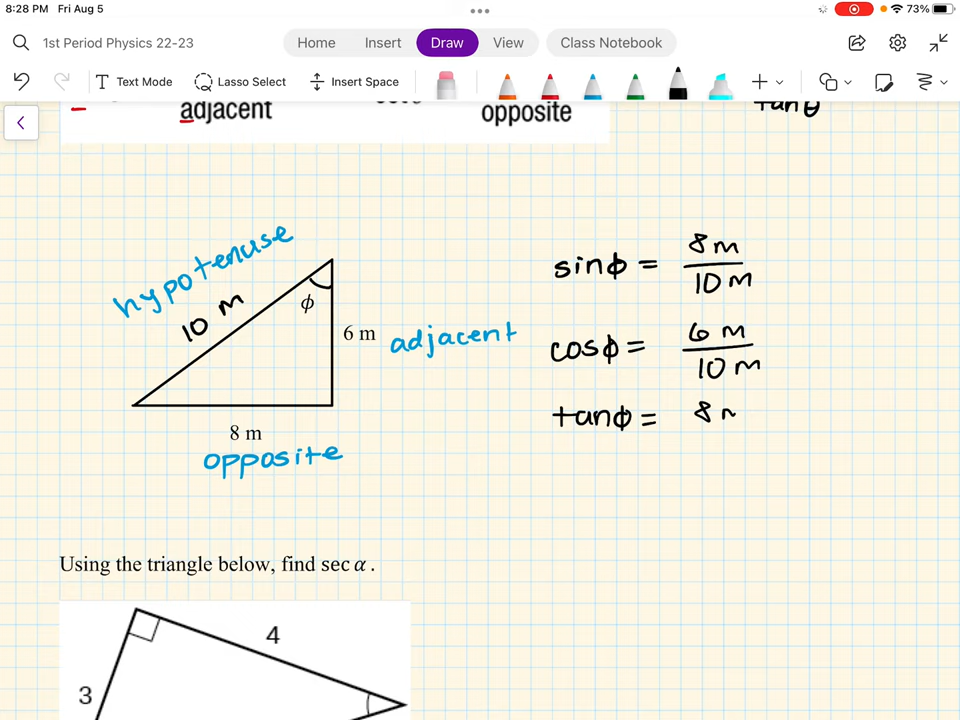 8:28 PM Fri Aug 5
73%
1st Period Physics 22-23
Home Insert Draw View Class Notebook
Text Mode Lasso Select Insert Space
adjacent
opposite
tanθ
hypotenuse
10 m
ϕ
6 m adjacent
8 m
opposite
sinϕ = 8m / 10 m
cosϕ = 6 m / 10 m
tanϕ = 8
Using the triangle below, find sec α.
4
3